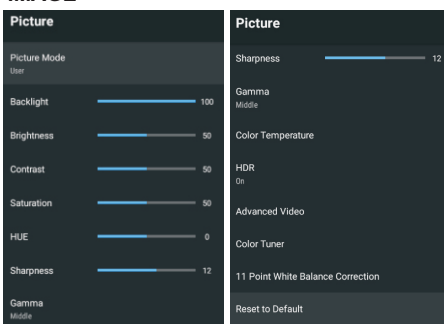 Picture
Picture Mode
User
Backlight 100
Brightness 50
Contrast 50
Saturation 50
HUE 0
Sharpness 12
Gamma
Middle
Picture
Sharpness 12
Gamma
Middle
Color Temperature
HDR
On
Advanced Video
Color Tuner
11 Point White Balance Correction
Reset to Default